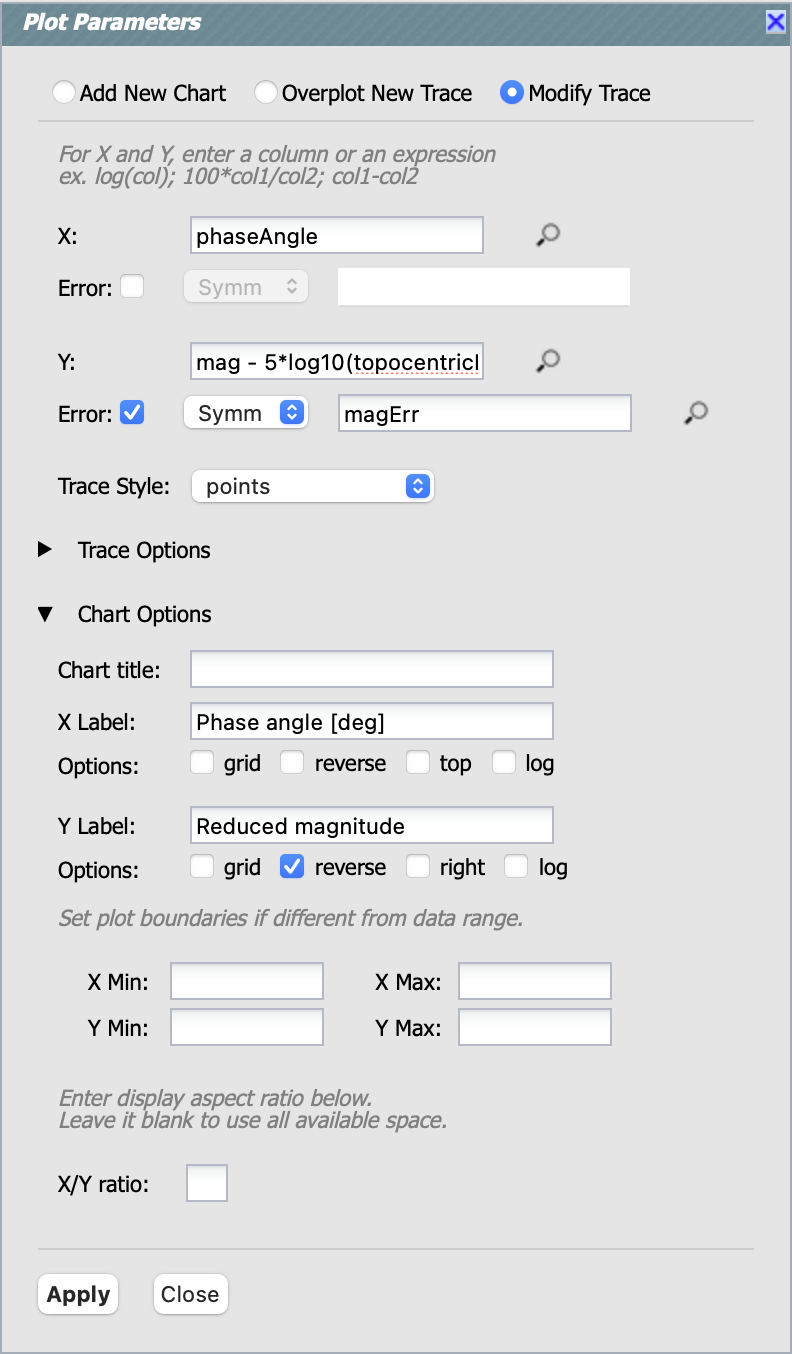 Plot Parameters
Add New Chart Overplot New Trace Modify Trace
For X and Y, enter a column or an expression
ex. log(col); 100*col1/col2; col1-col2
X: phaseAngle
Error: Symm
Y: mag - 5*log10(topocentricl
Error: Symm magErr
Trace Style: points
Trace Options
Chart Options
Chart title:
X Label: Phase angle [deg]
Options: grid reverse top log
Y Label: Reduced magnitude
Options: grid reverse right log
Set plot boundaries if different from data range.
X Min: X Max:
Y Min: Y Max:
Enter display aspect ratio below.
Leave it blank to use all available space.
X/Y ratio:
Apply Close